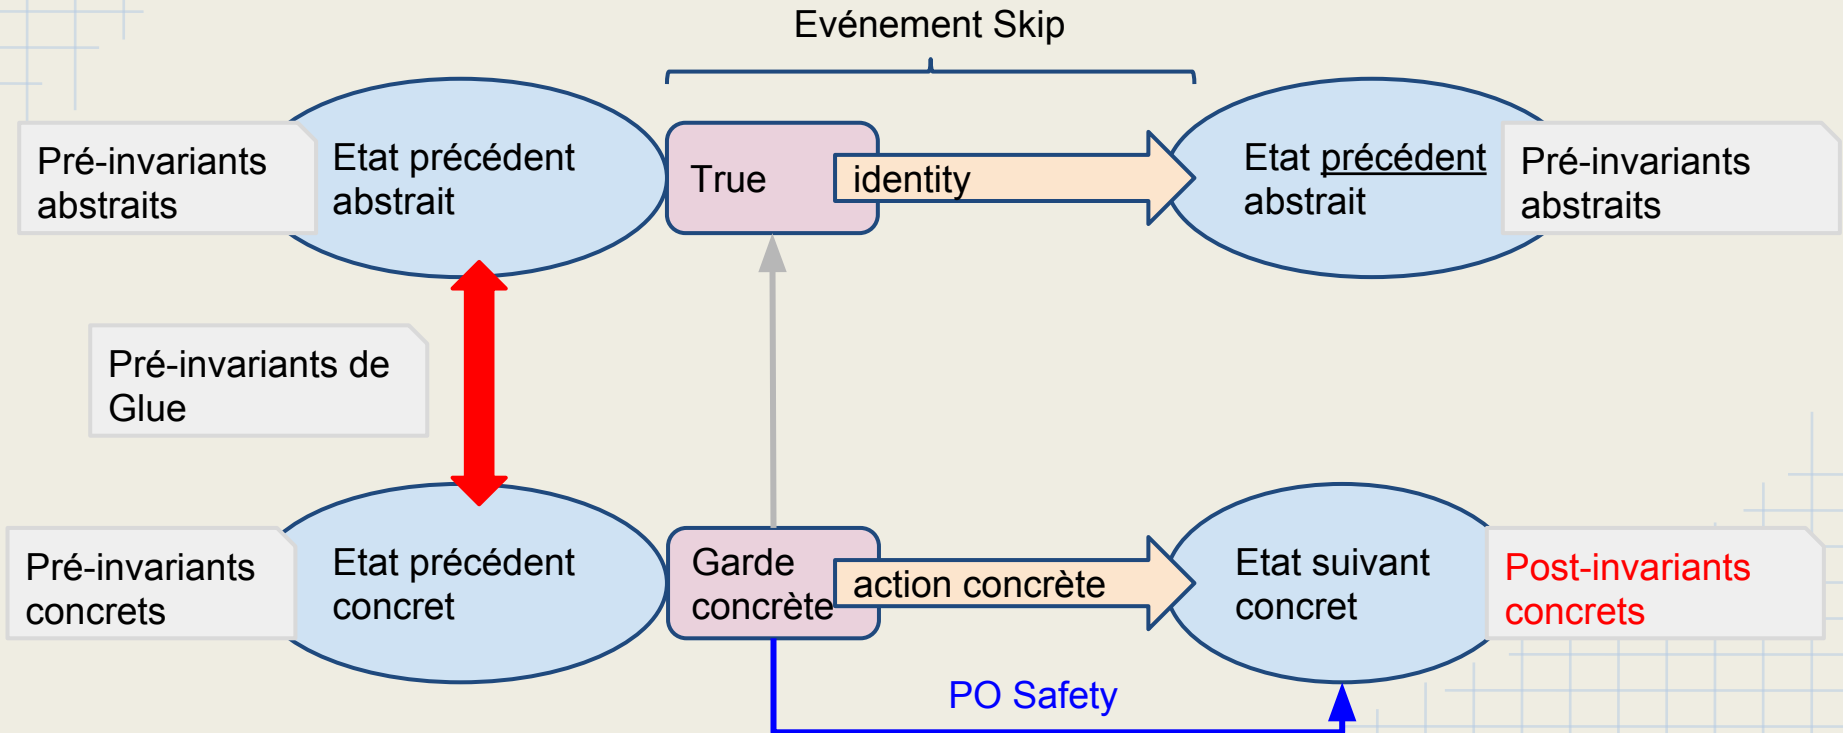 Evénement Skip
Pré-invariants
abstraits
Etat précédent
abstrait
True
identity
Etat précédent
abstrait
Pré-invariants
abstraits
Pré-invariants de
Glue
Pré-invariants
concrets
Etat précédent
concret
Garde
concrète
action concrète
Etat suivant
concret
Post-invariants
concrets
PO Safety